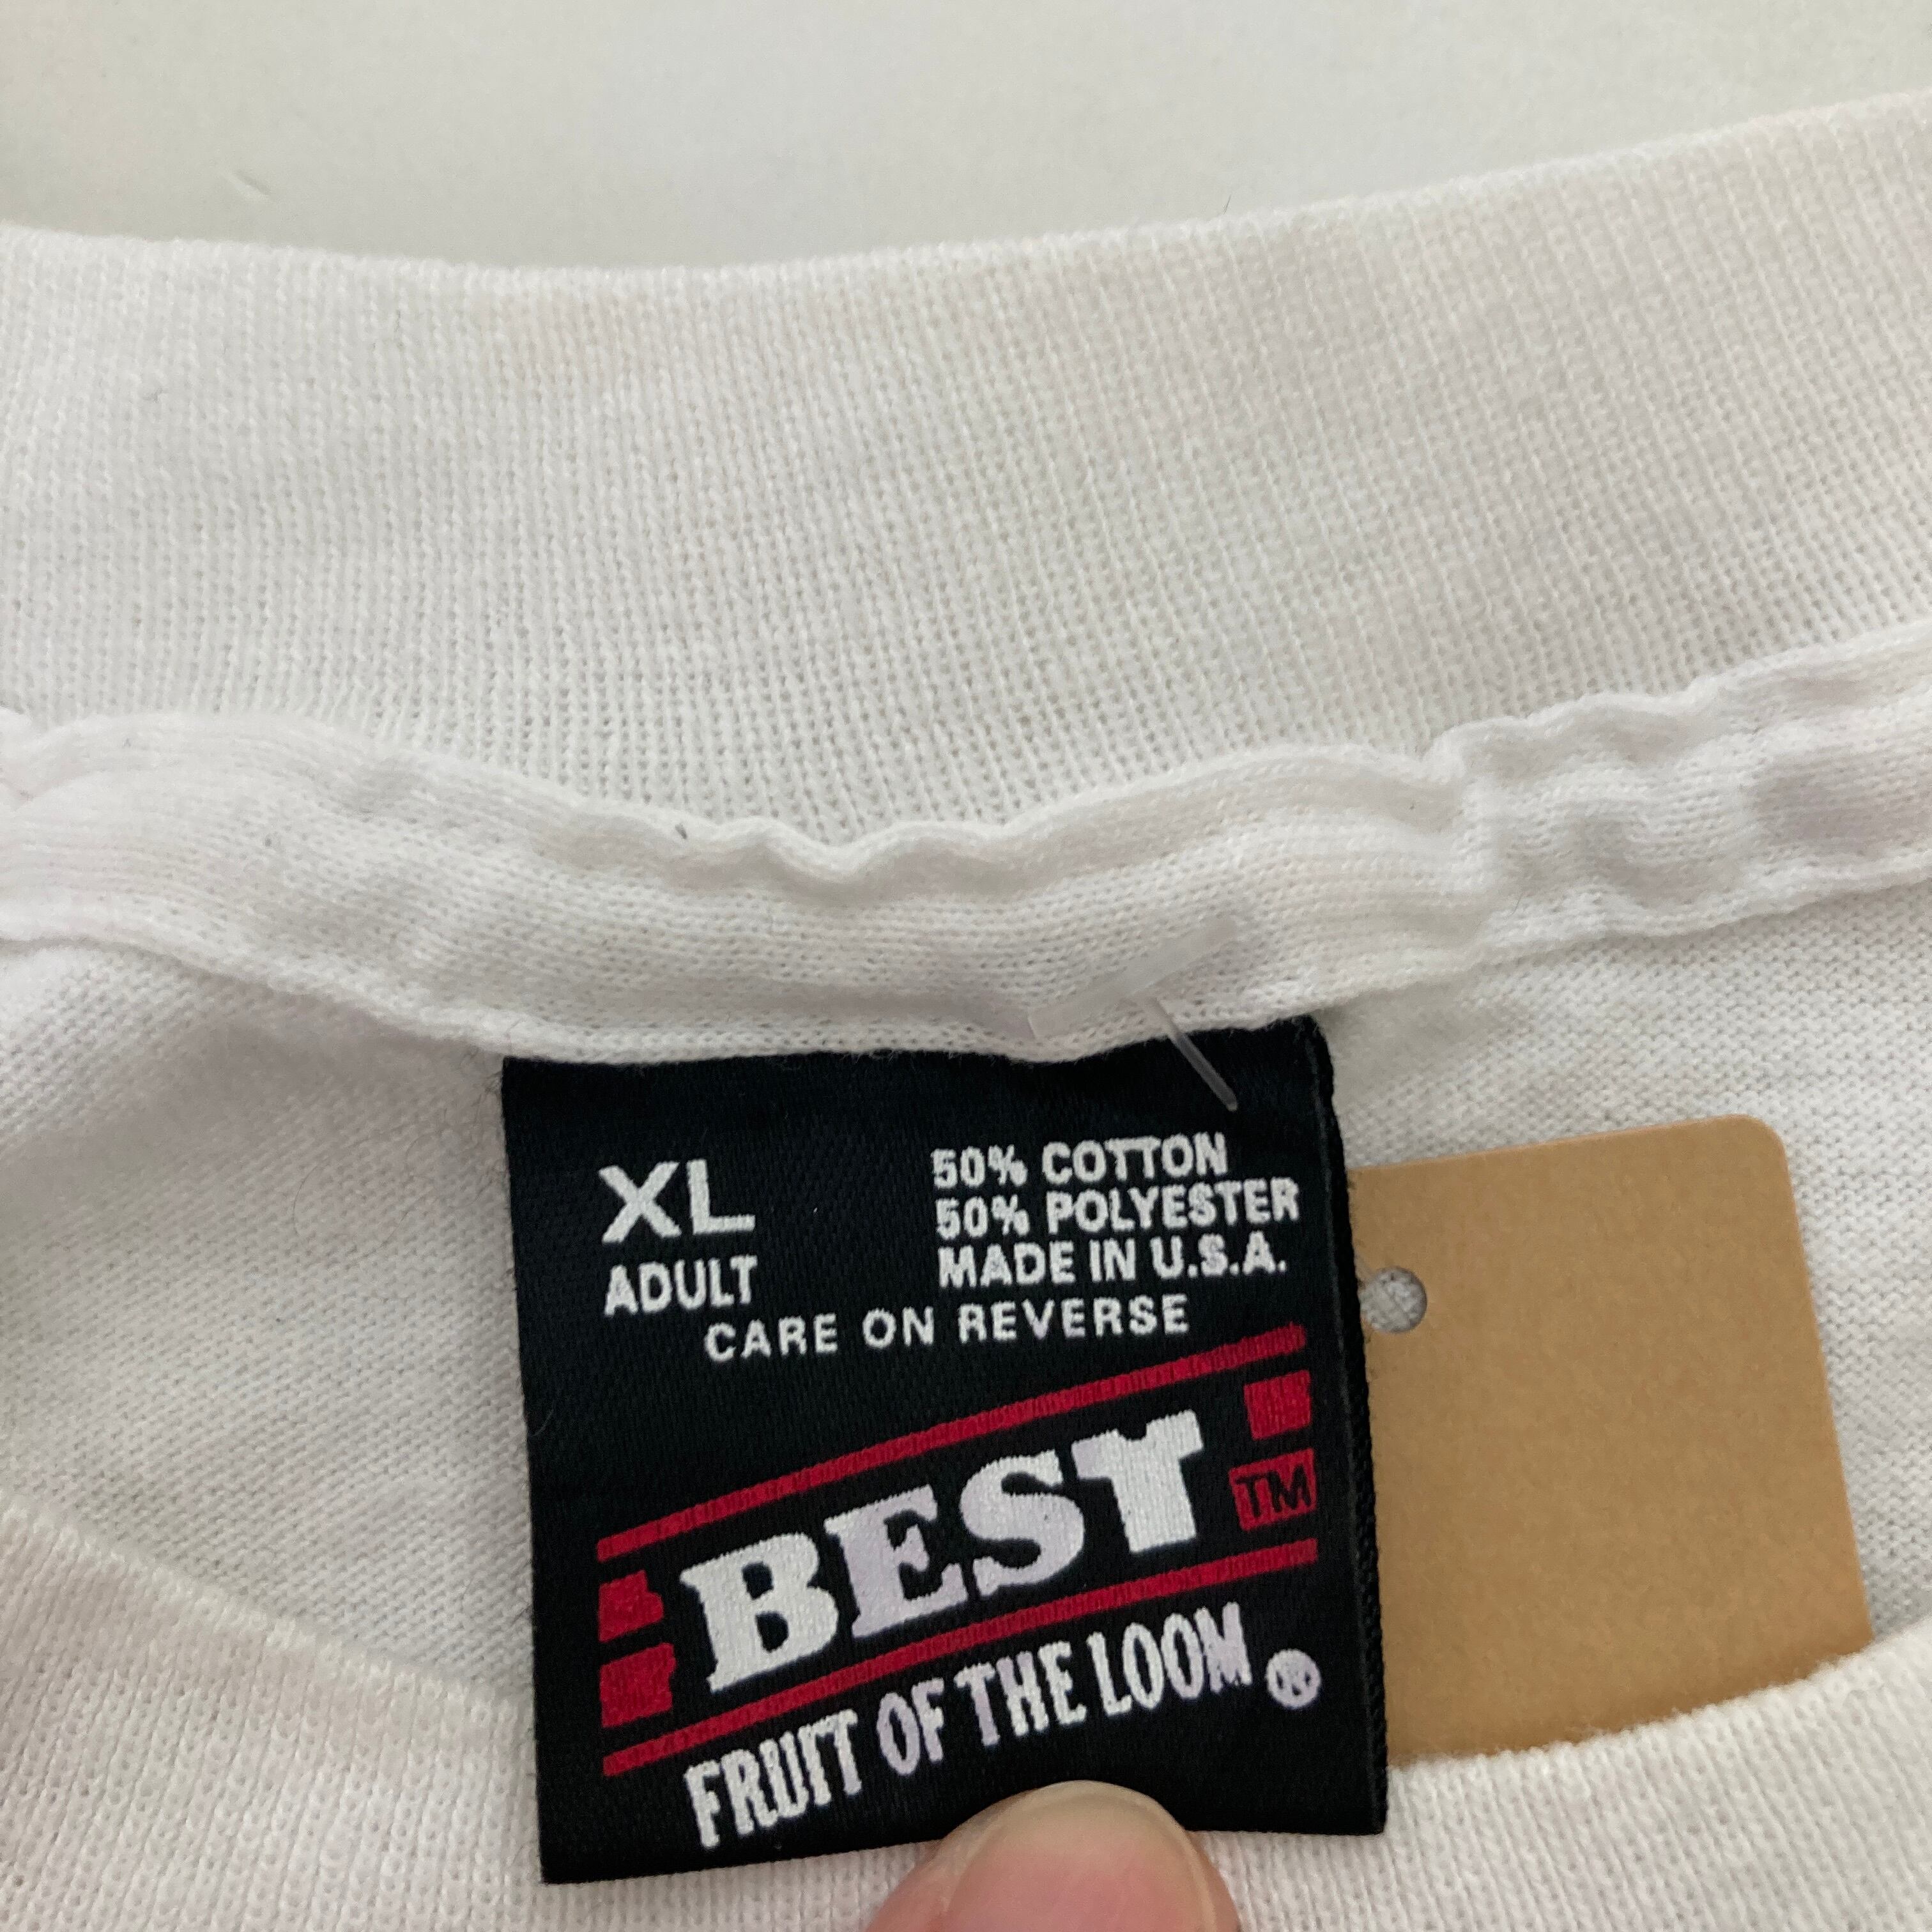 XL
ADULT
50% COTTON
50% POLYESTER
MADE IN U.S.A.
CARE ON REVERSE
BEST
TM
FRUIT OF THE LOOM ®